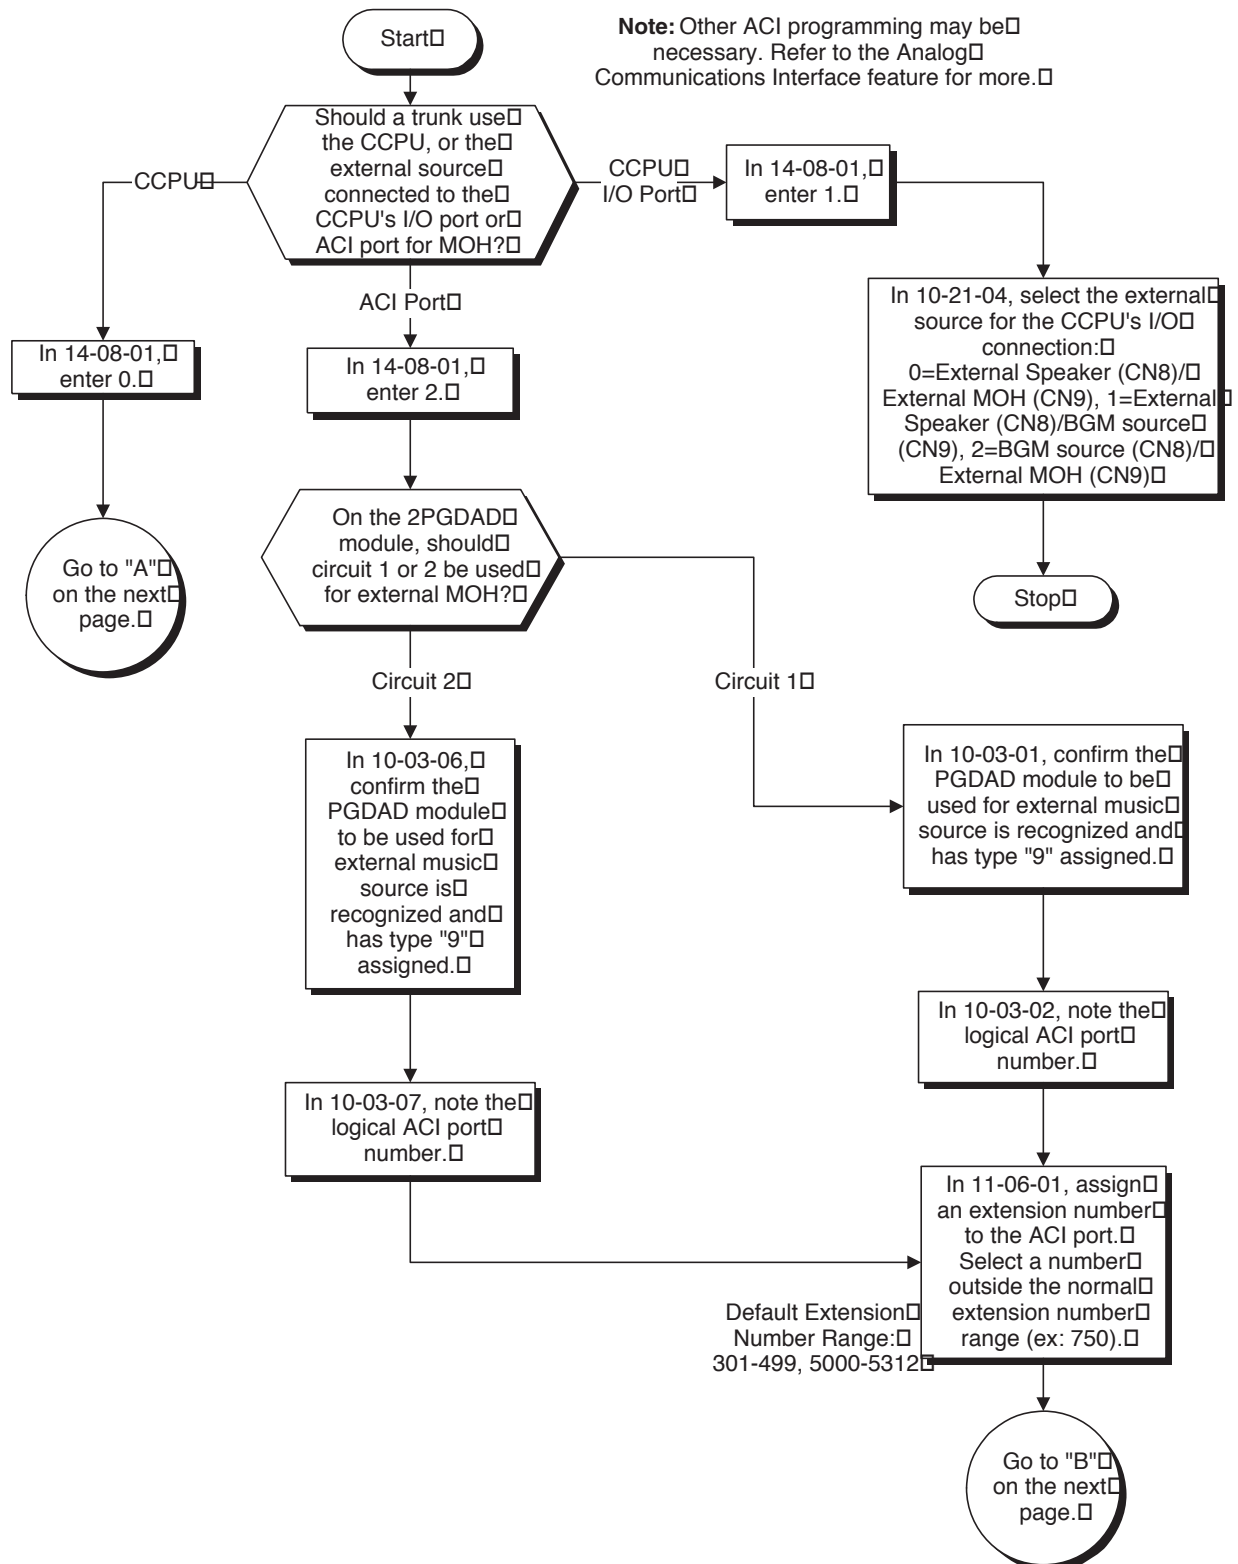 Start
Note: Other ACI programming may be
necessary. Refer to the Analog
Communications Interface feature for more.
Should a trunk use
the CCPU, or the
external source
connected to the
CCPU's I/O port or
ACI port for MOH?
CCPU
CCPU
I/O Port
In 14-08-01,
enter 1.
ACI Port
In 10-21-04, select the external
source for the CCPU's I/O
connection:
0=External Speaker (CN8)/
External MOH (CN9), 1=External
Speaker (CN8)/BGM source
(CN9), 2=BGM source (CN8)/
External MOH (CN9)
In 14-08-01,
enter 0.
In 14-08-01,
enter 2.
On the 2PGDAD
module, should
circuit 1 or 2 be used
for external MOH?
Go to "A"
on the next
page.
Stop
Circuit 2
Circuit 1
In 10-03-06,
confirm the
PGDAD module
to be used for
external music
source is
recognized and
has type "9"
assigned.
In 10-03-01, confirm the
PGDAD module to be
used for external music
source is recognized and
has type "9" assigned.
In 10-03-02, note the
logical ACI port
number.
In 10-03-07, note the
logical ACI port
number.
In 11-06-01, assign
an extension number
to the ACI port.
Select a number
outside the normal
extension number
range (ex: 750).
Default Extension
Number Range:
301-499, 5000-5312
Go to "B"
on the next
page.